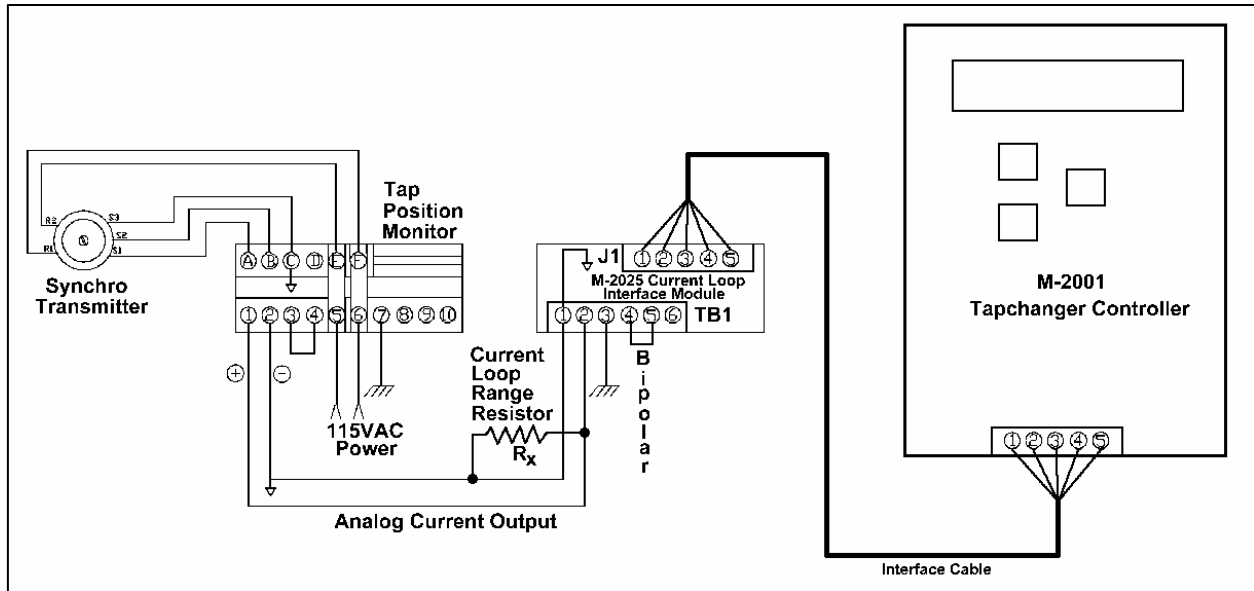 R2
R1
S3
S2
S1
Synchro
Transmitter
Tap
Position
Monitor
A B C D E F
1 2 3 4 5 6 7 8 9 10
+ −
115VAC
Power
Current
Loop
Range
Resistor
RX
Analog Current Output
J1
1 2 3 4 5
M-2025 Current Loop
Interface Module
1 2 3 4 5 6
TB1
Bipolar
M-2001
Tapchanger Controller
1 2 3 4 5
Interface Cable